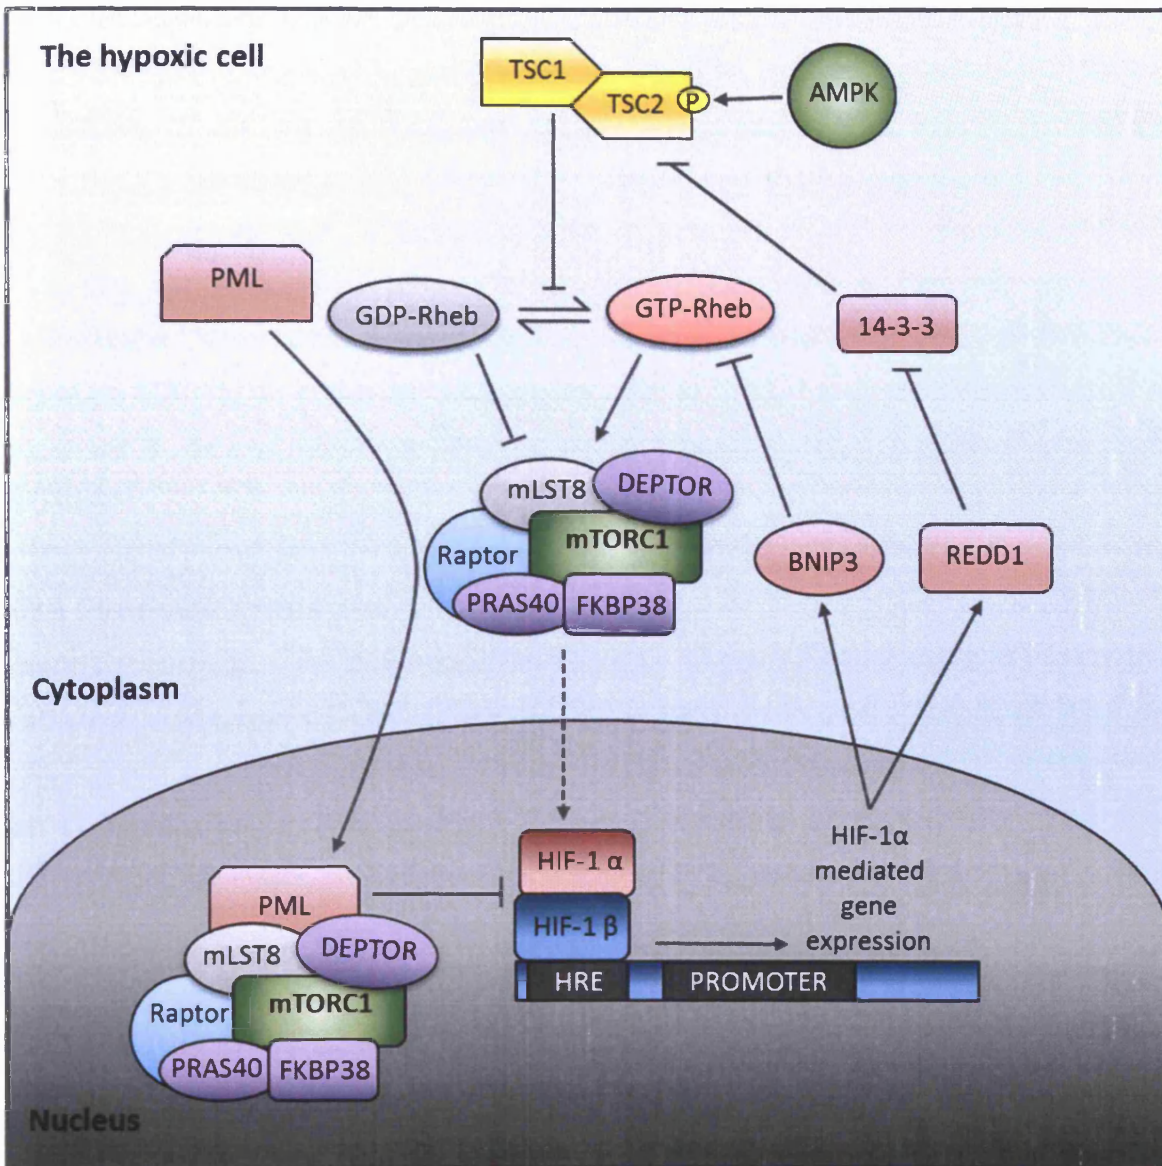 The hypoxic cell
TSC1
TSC2
P
AMPK
PML
GDP-Rheb
GTP-Rheb
14-3-3
mLST8
DEPTOR
Raptor
mTORC1
PRAS40
FKBP38
BNIP3
REDD1
Cytoplasm
HIF-1 α
HIF-1 β
HRE
PROMOTER
HIF-1α
mediated
gene
expression
PML
mLST8
DEPTOR
Raptor
mTORC1
PRAS40
FKBP38
Nucleus